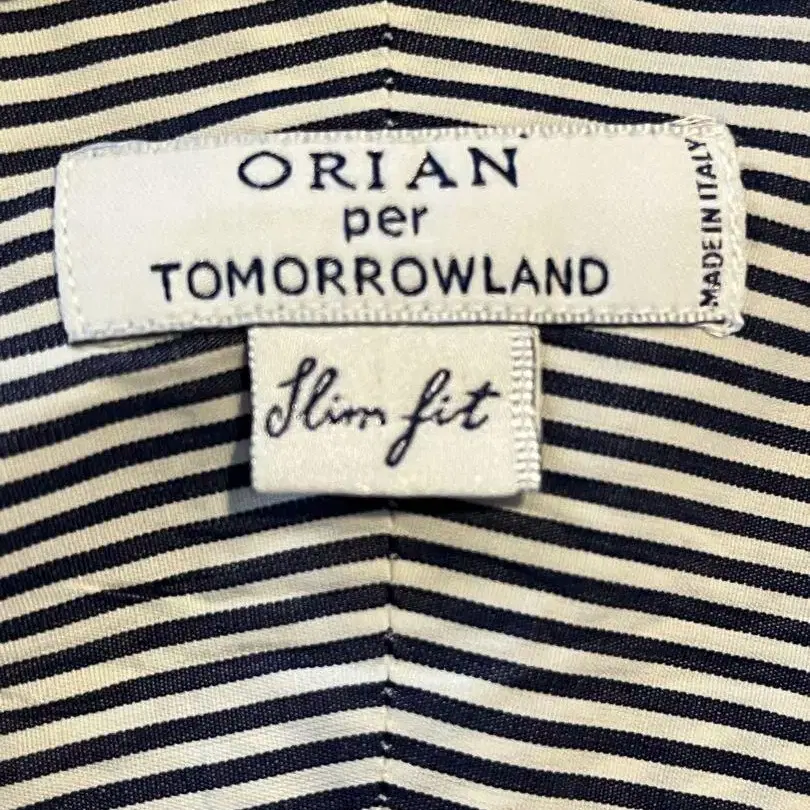 ORIAN
per
TOMORROWLAND
MADE IN ITALY
Slim fit